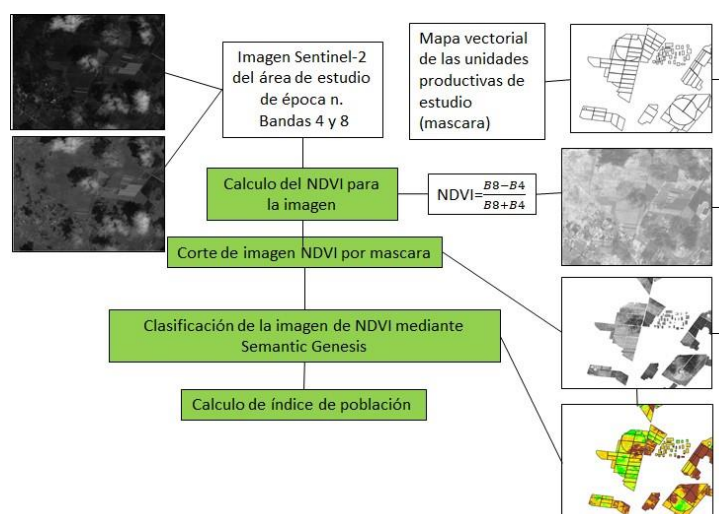 Imagen Sentinel-2
del área de estudio
de época n.
Bandas 4 y 8
Mapa vectorial
de las unidades
productivas de
estudio
(mascara)
Calculo del NDVI para
la imagen
NDVI=\frac{B8-B4}{B8+B4}
Corte de imagen NDVI por mascara
Clasificación de la imagen de NDVI mediante
Semantic Genesis
Calculo de índice de población